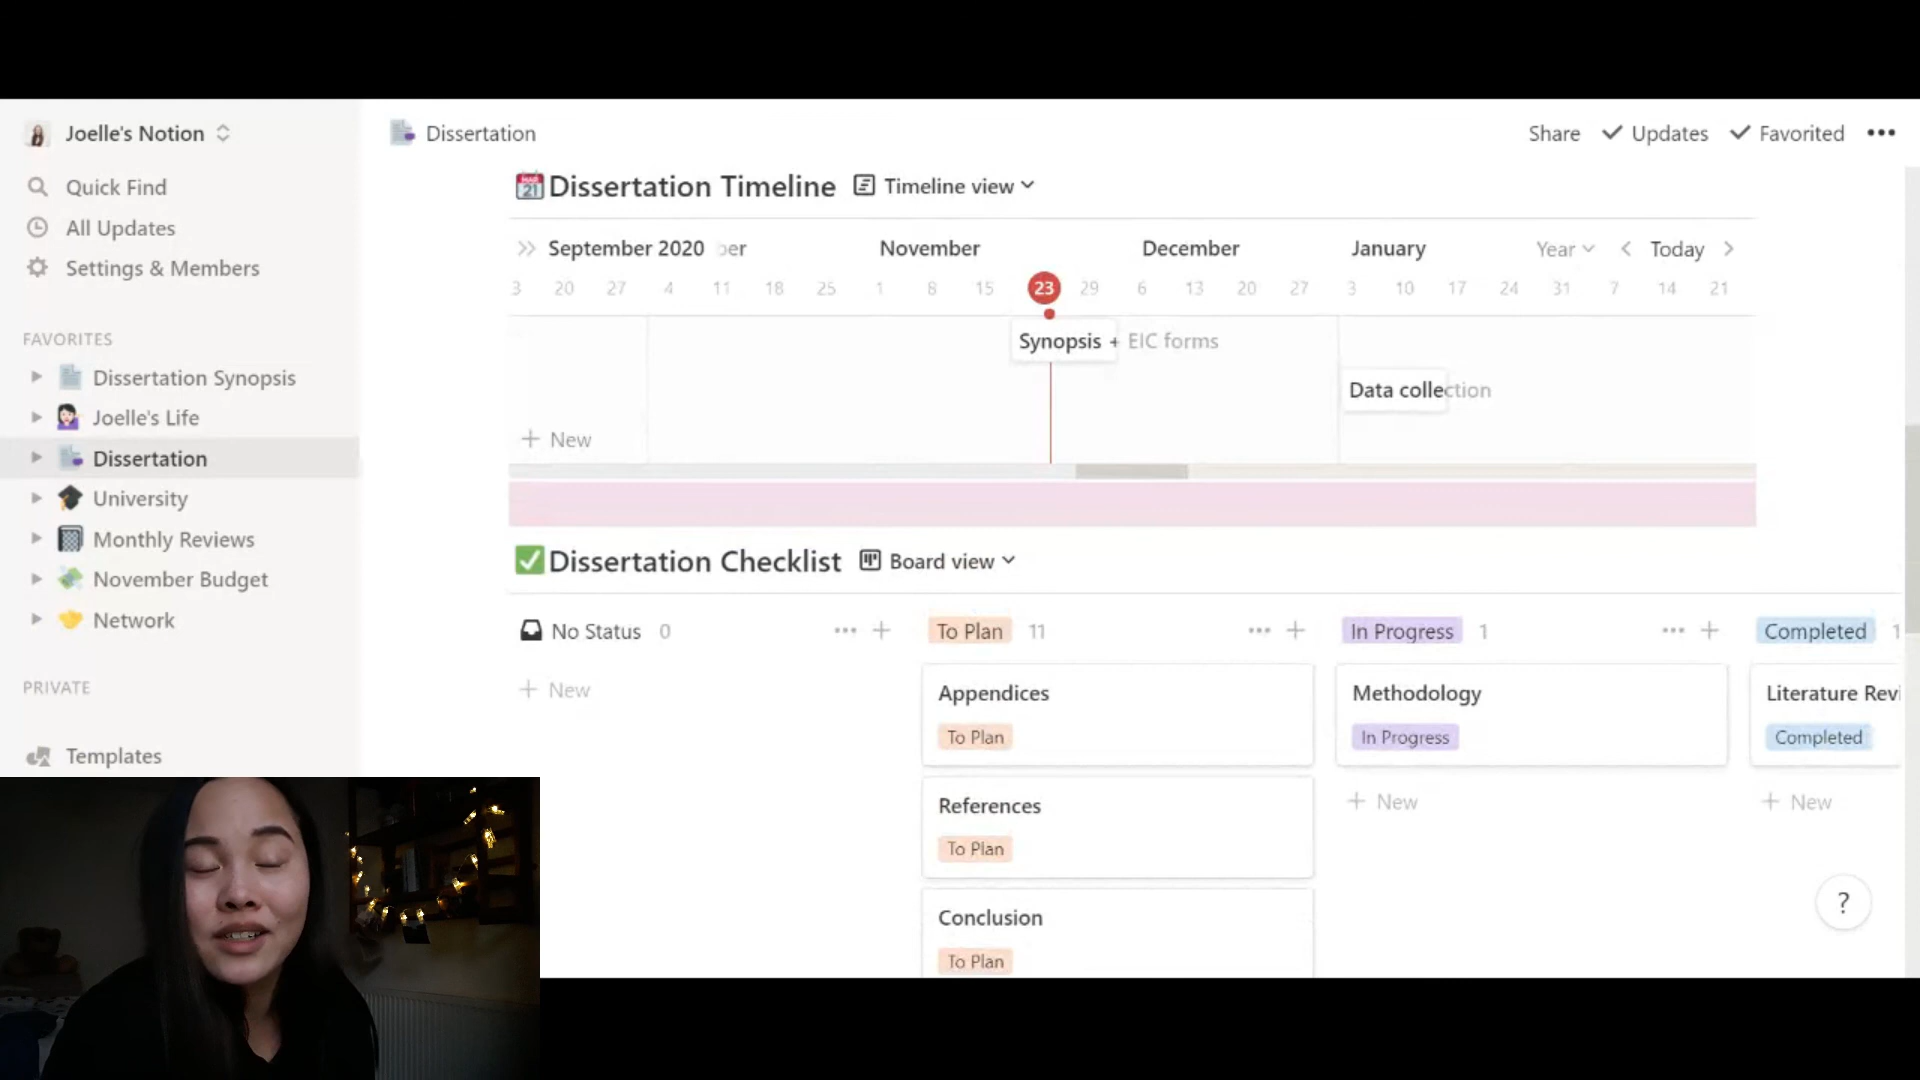 Joelle's Notion
Quick Find
All Updates
Settings & Members
FAVORITES
Dissertation Synopsis
Joelle's Life
Dissertation
University
Monthly Reviews
November Budget
Network
PRIVATE
Templates
Dissertation
Share Updates Favorited •••
Dissertation Timeline Timeline view
September 2020 ber November December January Year Today
3 20 27 4 11 18 25 1 8 15 23 29 6 13 20 27 3 10 17 24 31 7 14 21
Synopsis + EIC forms
Data collection
+ New
Dissertation Checklist Board view
No Status 0 ••• +
+ New
To Plan 11 ••• +
Appendices
To Plan
References
To Plan
Conclusion
To Plan
In Progress 1 ••• +
Methodology
In Progress
+ New
Completed 1
Literature Revi
Completed
+ New
?